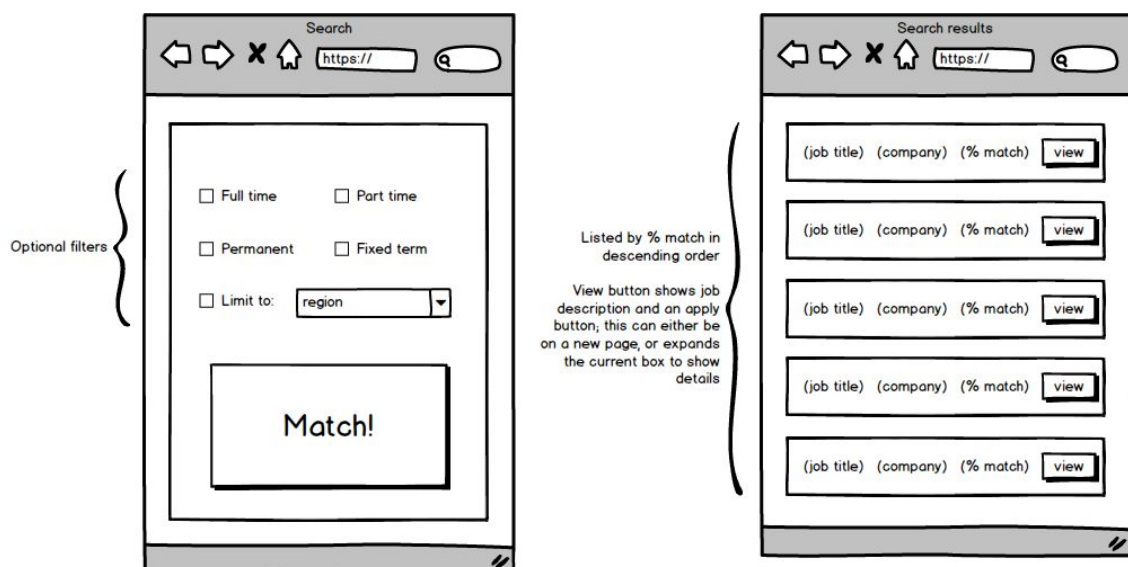 Search
https://
Optional filters
Full time
Part time
Permanent
Fixed term
Limit to:
region
Match!
Search results
https://
Listed by % match in
descending order
View button shows job
description and an apply
button; this can either be
on a new page, or expands
the current box to show
details
(job title) (company) (% match) view
(job title) (company) (% match) view
(job title) (company) (% match) view
(job title) (company) (% match) view
(job title) (company) (% match) view